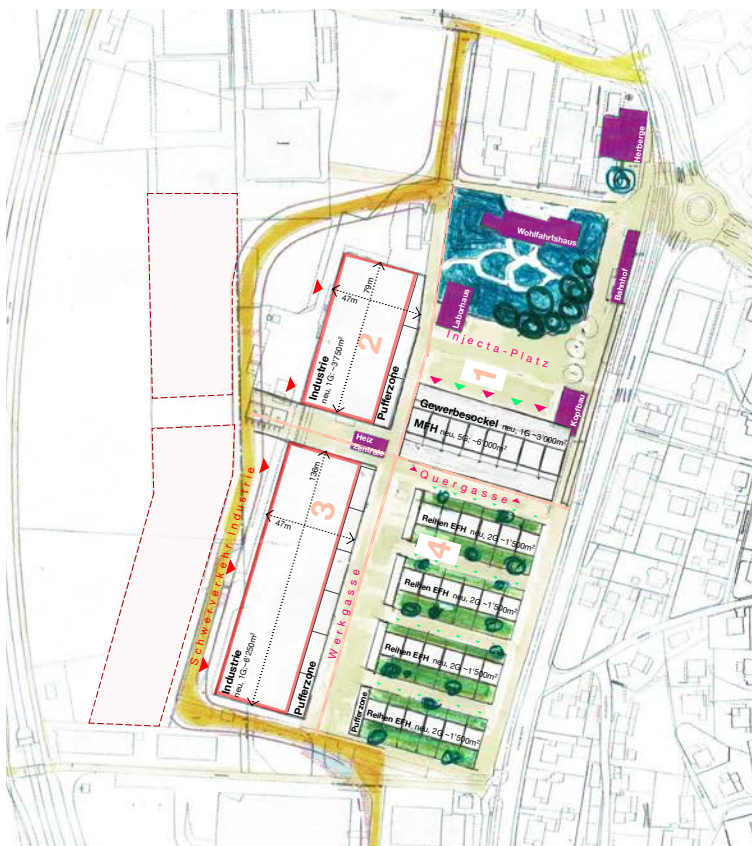 Herberge
Wohlfahrtshaus
Bahnhof
Laborhaus
Injecta-Platz
1
79m
47m
2
Industrie
neu, 1G: ~3'750m²
Pufferzone
Gewerbesockel neu, 1G ~3'000m²
MFH neu, 5G: ~6'000m²
Kopfbau
Heiz
Zentrale
Quergasse
136m
47m
3
Industrie
neu, 1G:~6'250m²
Pufferzone
Schwerverkehr Industrie
Werkgasse
4
Reihen EFH neu, 2G ~1'500m²
Reihen EFH neu, 2G ~1'500m²
Reihen EFH neu, 2G ~1'500m²
Reihen EFH neu, 2G ~1'500m²
Pufferzone